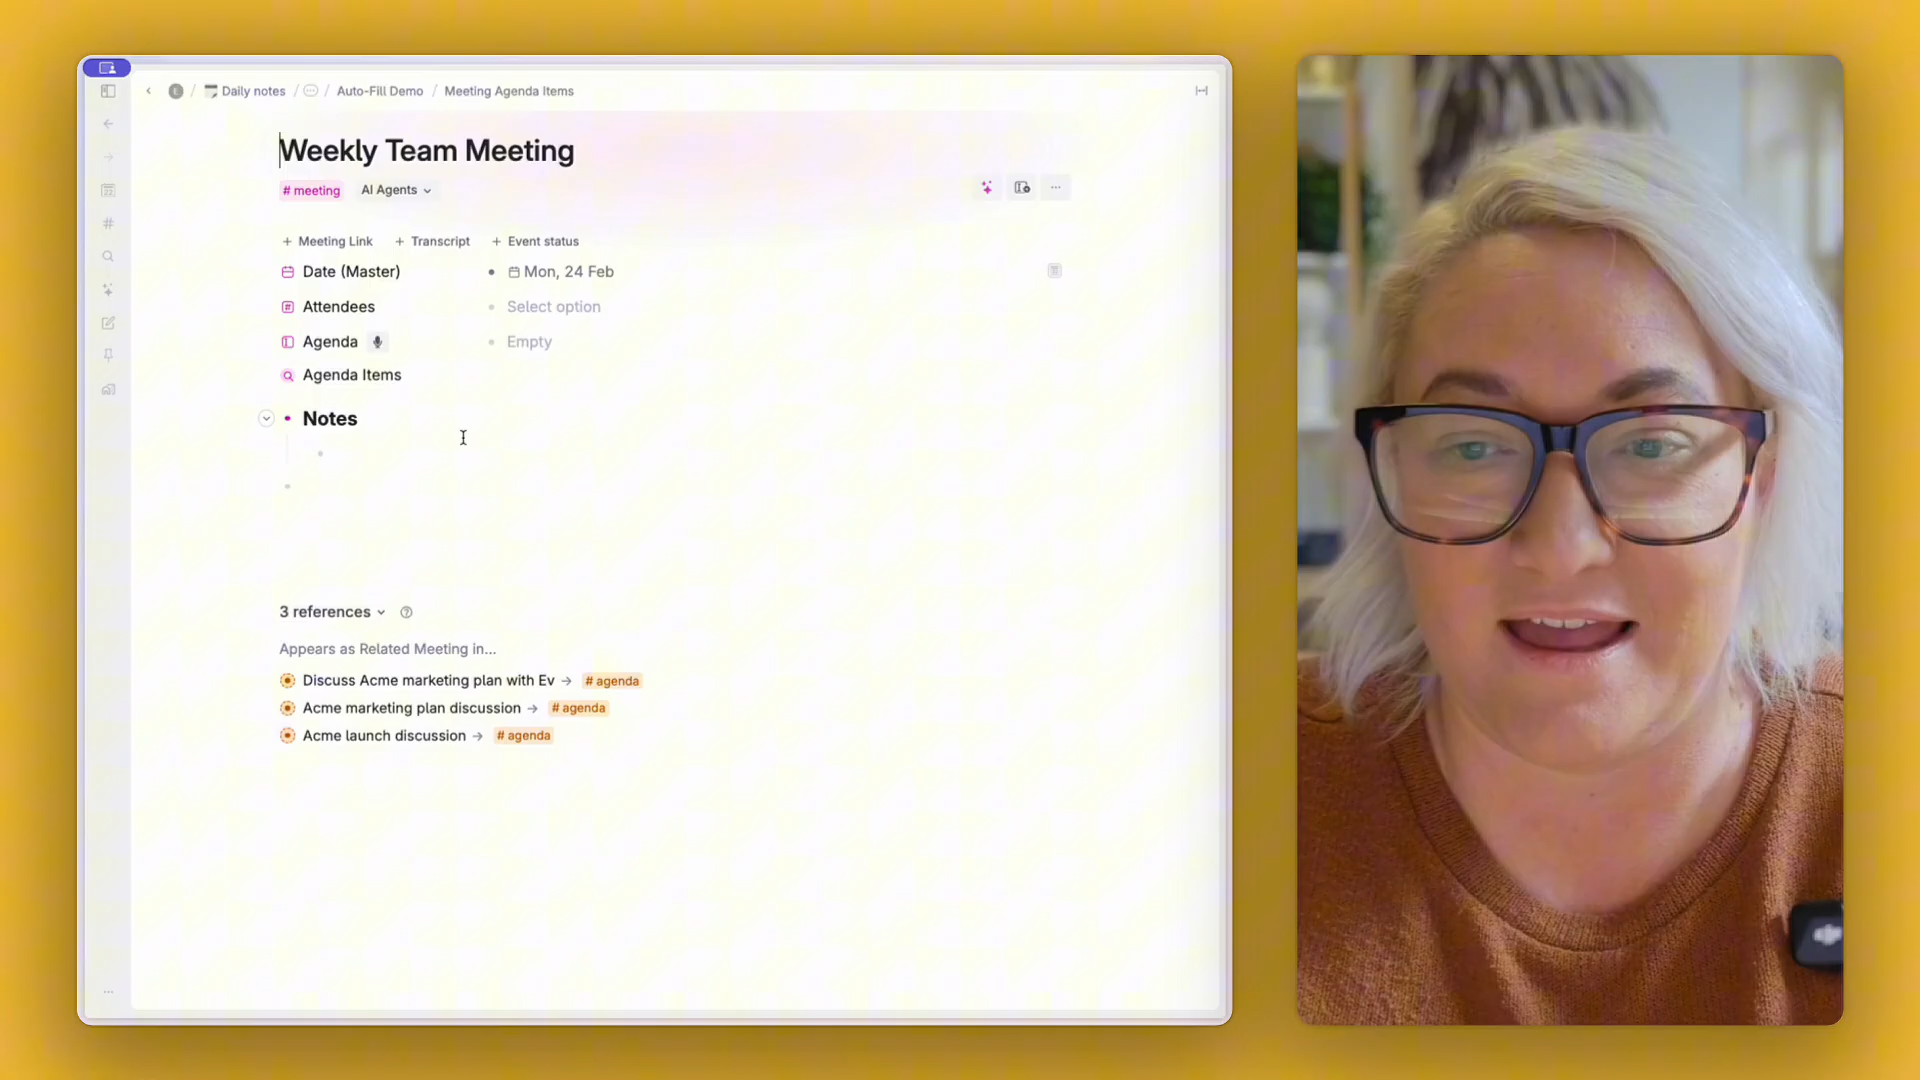 Daily notes / / Auto-Fill Demo / Meeting Agenda Items
Weekly Team Meeting
# meeting AI Agents
+ Meeting Link + Transcript + Event status
Date (Master) Mon, 24 Feb
Attendees Select option
Agenda Empty
Agenda Items
Notes
3 references
Appears as Related Meeting in...
Discuss Acme marketing plan with Ev → # agenda
Acme marketing plan discussion → # agenda
Acme launch discussion → # agenda